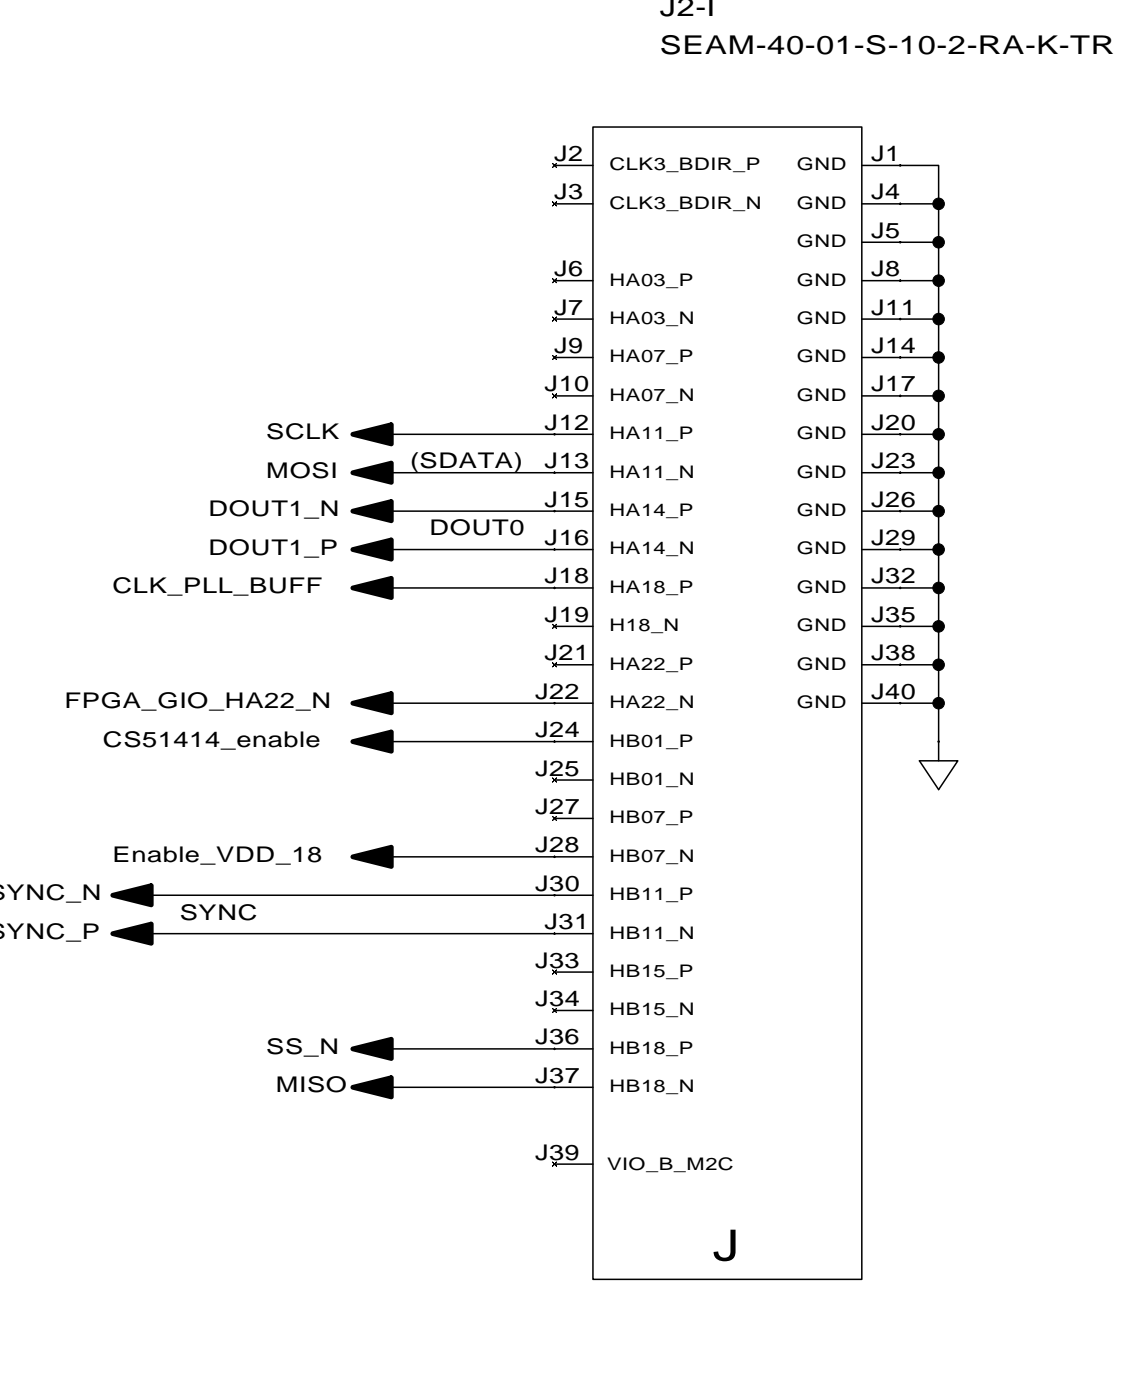 J2-I
SEAM-40-01-S-10-2-RA-K-TR
J2 CLK3_BDIR_P GND J1
J3 CLK3_BDIR_N GND J4
GND J5
J6 HA03_P GND J8
J7 HA03_N GND J11
J9 HA07_P GND J14
J10 HA07_N GND J17
SCLK J12 HA11_P GND J20
MOSI (SDATA) J13 HA11_N GND J23
DOUT1_N J15 HA14_P GND J26
DOUT0
DOUT1_P J16 HA14_N GND J29
CLK_PLL_BUFF J18 HA18_P GND J32
J19 H18_N GND J35
J21 HA22_P GND J38
FPGA_GIO_HA22_N J22 HA22_N GND J40
CS51414_enable J24 HB01_P
J25 HB01_N
J27 HB07_P
Enable_VDD_18 J28 HB07_N
SYNC_N J30 HB11_P
SYNC
SYNC_P J31 HB11_N
J33 HB15_P
J34 HB15_N
SS_N J36 HB18_P
MISO J37 HB18_N
J39 VIO_B_M2C
J